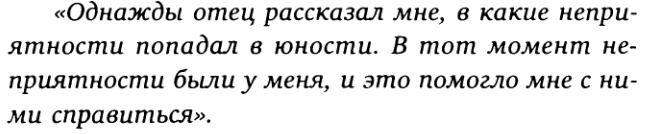 «Однажды отец рассказал мне, в какие непри-
ятности попадал в юности. В тот момент не-
приятности были у меня, и это помогло мне с ни-
ми справиться».